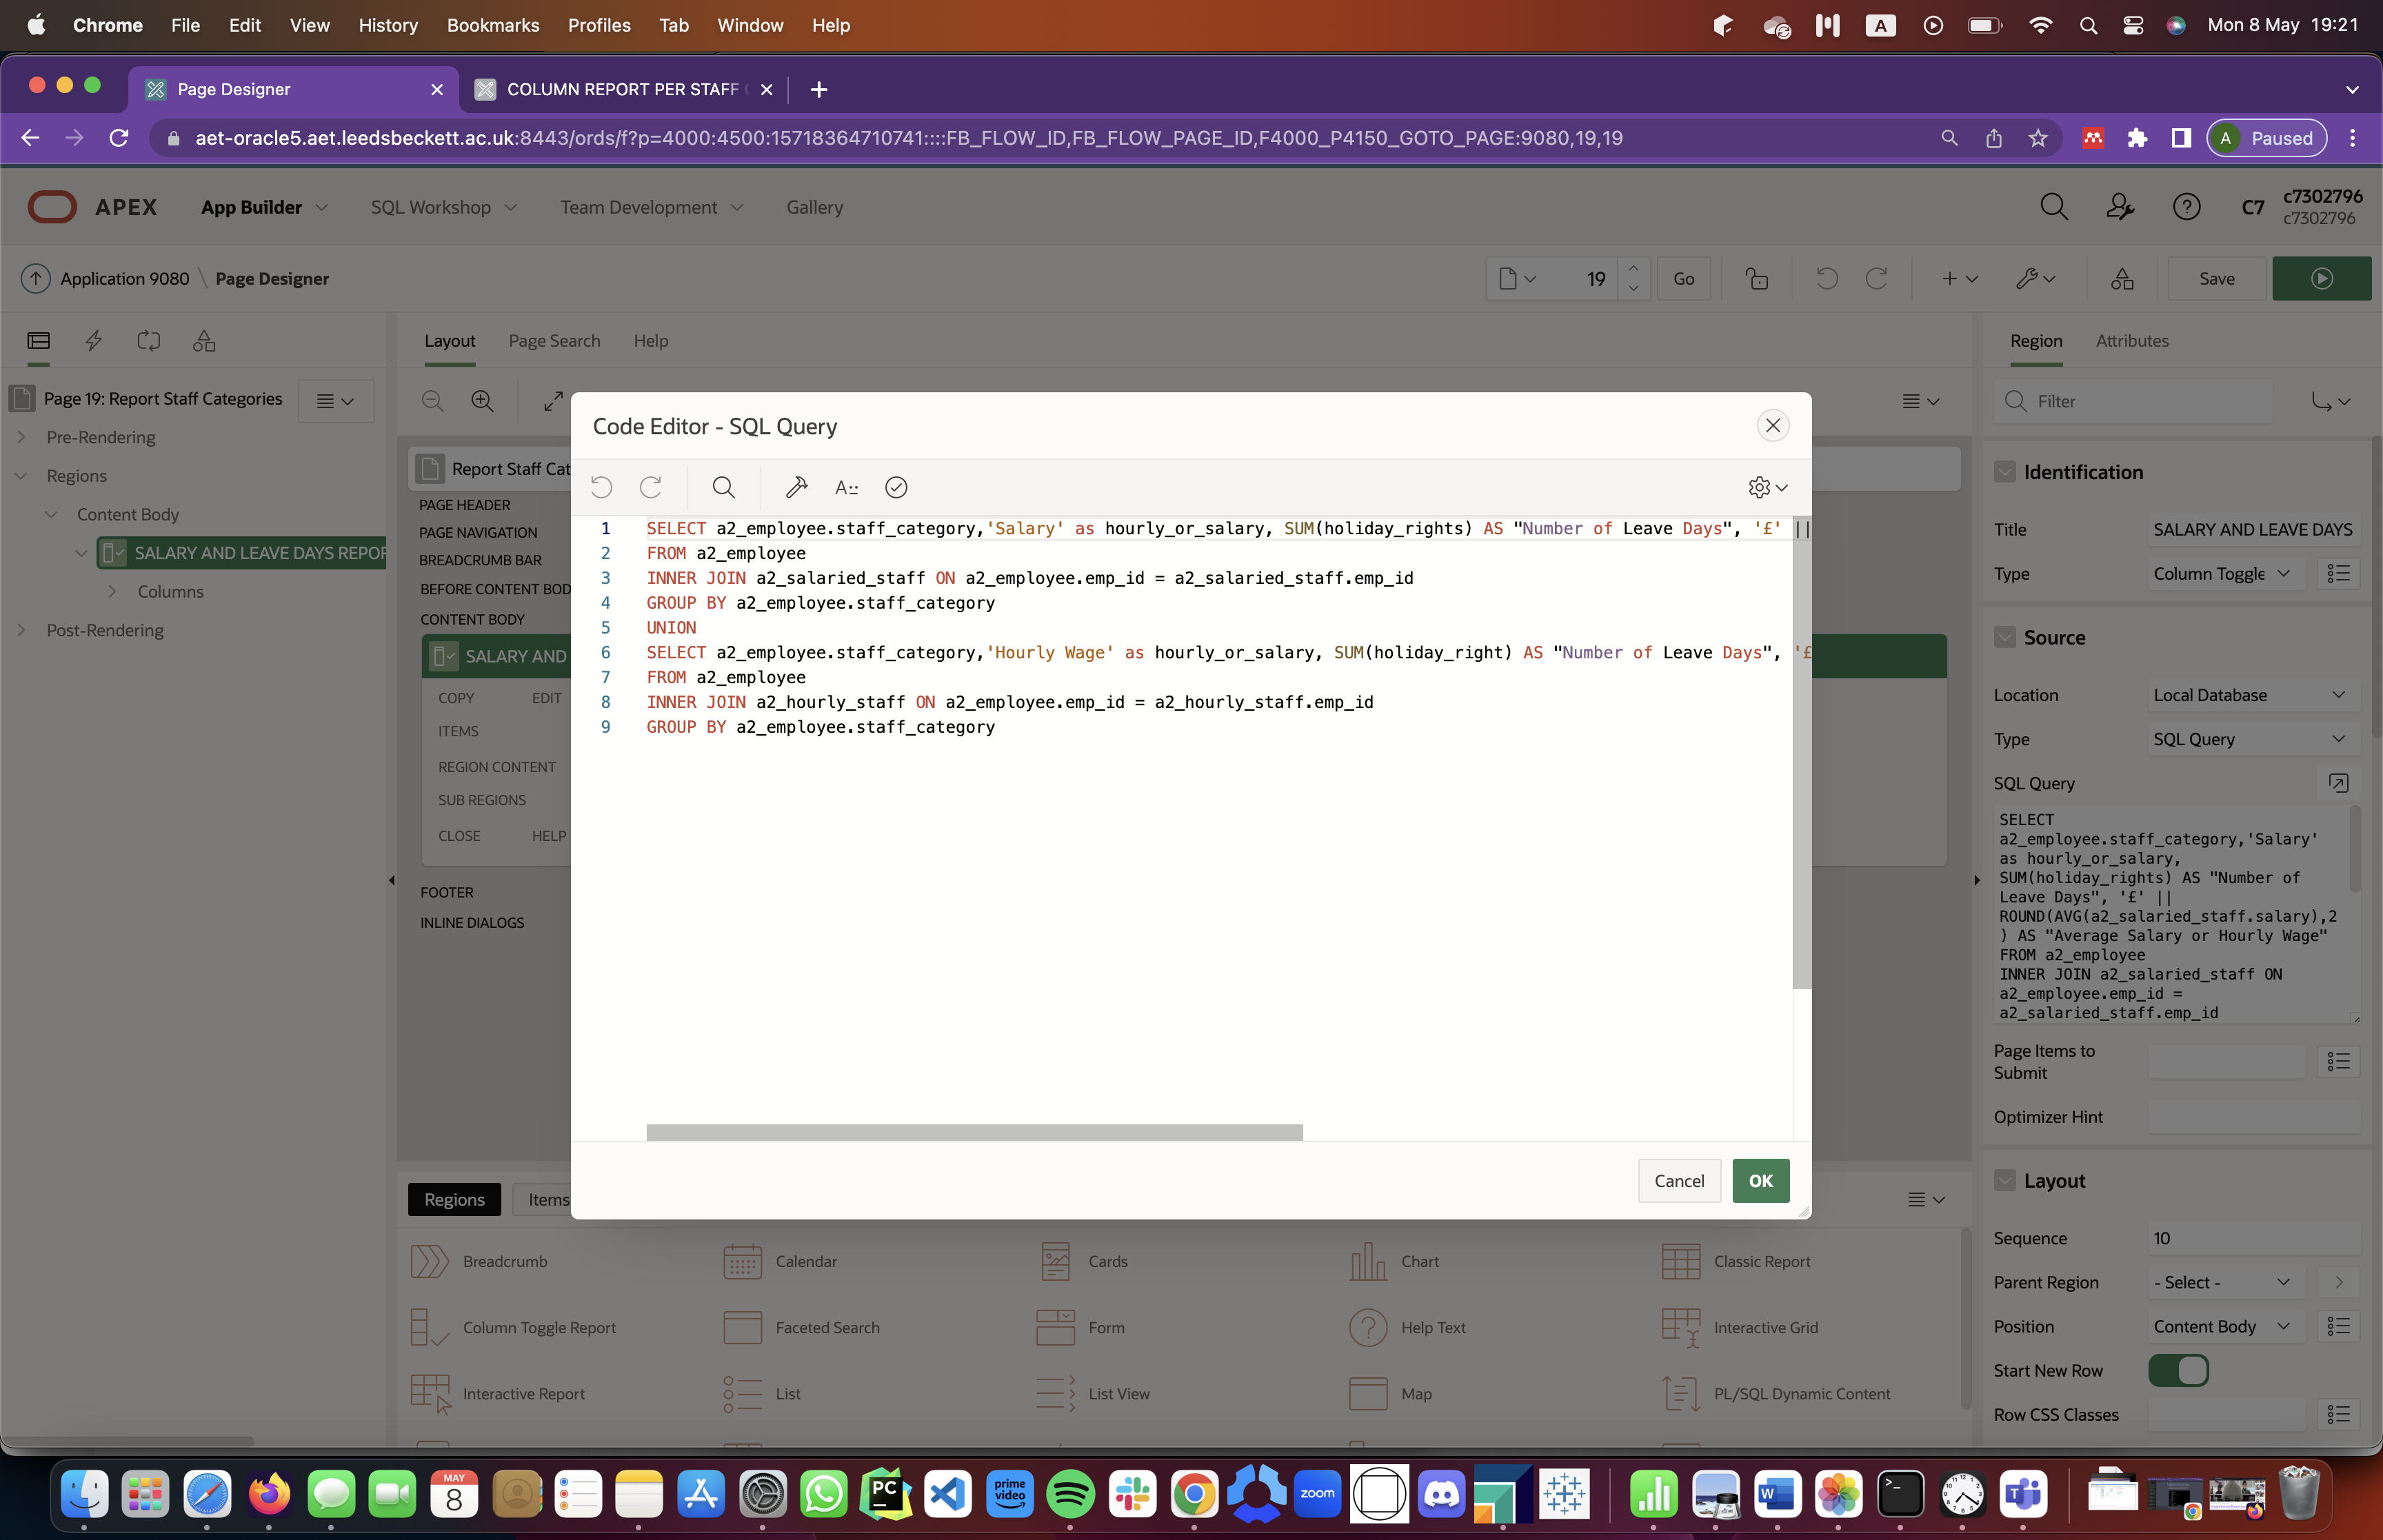 Chrome File Edit View History Bookmarks Profiles Tab Window Help A Mon 8 May 19:21
Page Designer COLUMN REPORT PER STAFF
aet-oracle5.aet.leedsbeckett.ac.uk:8443/ords/f?p=4000:4500:15718364710741::::FB_FLOW_ID,FB_FLOW_PAGE_ID,F4000_P4150_GOTO_PAGE:9080,19,19 A Paused
APEX App Builder SQL Workshop Team Development Gallery C7 c7302796
c7302796
Application 9080 \ Page Designer 19 Go Save
Layout Page Search Help
Region Attributes
Page 19: Report Staff Categories
Filter
Pre-Rendering
Regions
Content Body
SALARY AND LEAVE DAYS REPOR
Columns
Post-Rendering
Report Staff Cat
PAGE HEADER
PAGE NAVIGATION
BREADCRUMB BAR
BEFORE CONTENT BOD
CONTENT BODY
SALARY AND
COPY EDIT
ITEMS
REGION CONTENT
SUB REGIONS
CLOSE HELP
FOOTER
INLINE DIALOGS
Code Editor - SQL Query
A::
1 SELECT a2_employee.staff_category,'Salary' as hourly_or_salary, SUM(holiday_rights) AS "Number of Leave Days", '£' ||
2 FROM a2_employee
3 INNER JOIN a2_salaried_staff ON a2_employee.emp_id = a2_salaried_staff.emp_id
4 GROUP BY a2_employee.staff_category
5 UNION
6 SELECT a2_employee.staff_category,'Hourly Wage' as hourly_or_salary, SUM(holiday_right) AS "Number of Leave Days", '£
7 FROM a2_employee
8 INNER JOIN a2_hourly_staff ON a2_employee.emp_id = a2_hourly_staff.emp_id
9 GROUP BY a2_employee.staff_category
Cancel OK
Identification
Title SALARY AND LEAVE DAYS
Type Column Toggle
Source
Location Local Database
Type SQL Query
SQL Query
SELECT
a2_employee.staff_category,'Salary'
as hourly_or_salary,
SUM(holiday_rights) AS "Number of
Leave Days", '£' ||
ROUND(AVG(a2_salaried_staff.salary),2
) AS "Average Salary or Hourly Wage"
FROM a2_employee
INNER JOIN a2_salaried_staff ON
a2_employee.emp_id =
a2_salaried_staff.emp_id
Page Items to
Submit
Optimizer Hint
Layout
Sequence 10
Parent Region - Select -
Position Content Body
Start New Row
Row CSS Classes
Regions Items
Breadcrumb Calendar Cards Chart Classic Report
Column Toggle Report Faceted Search Form Help Text Interactive Grid
Interactive Report List List View Map PL/SQL Dynamic Content
MAY
8
PC
prime
video
zoom
W
T